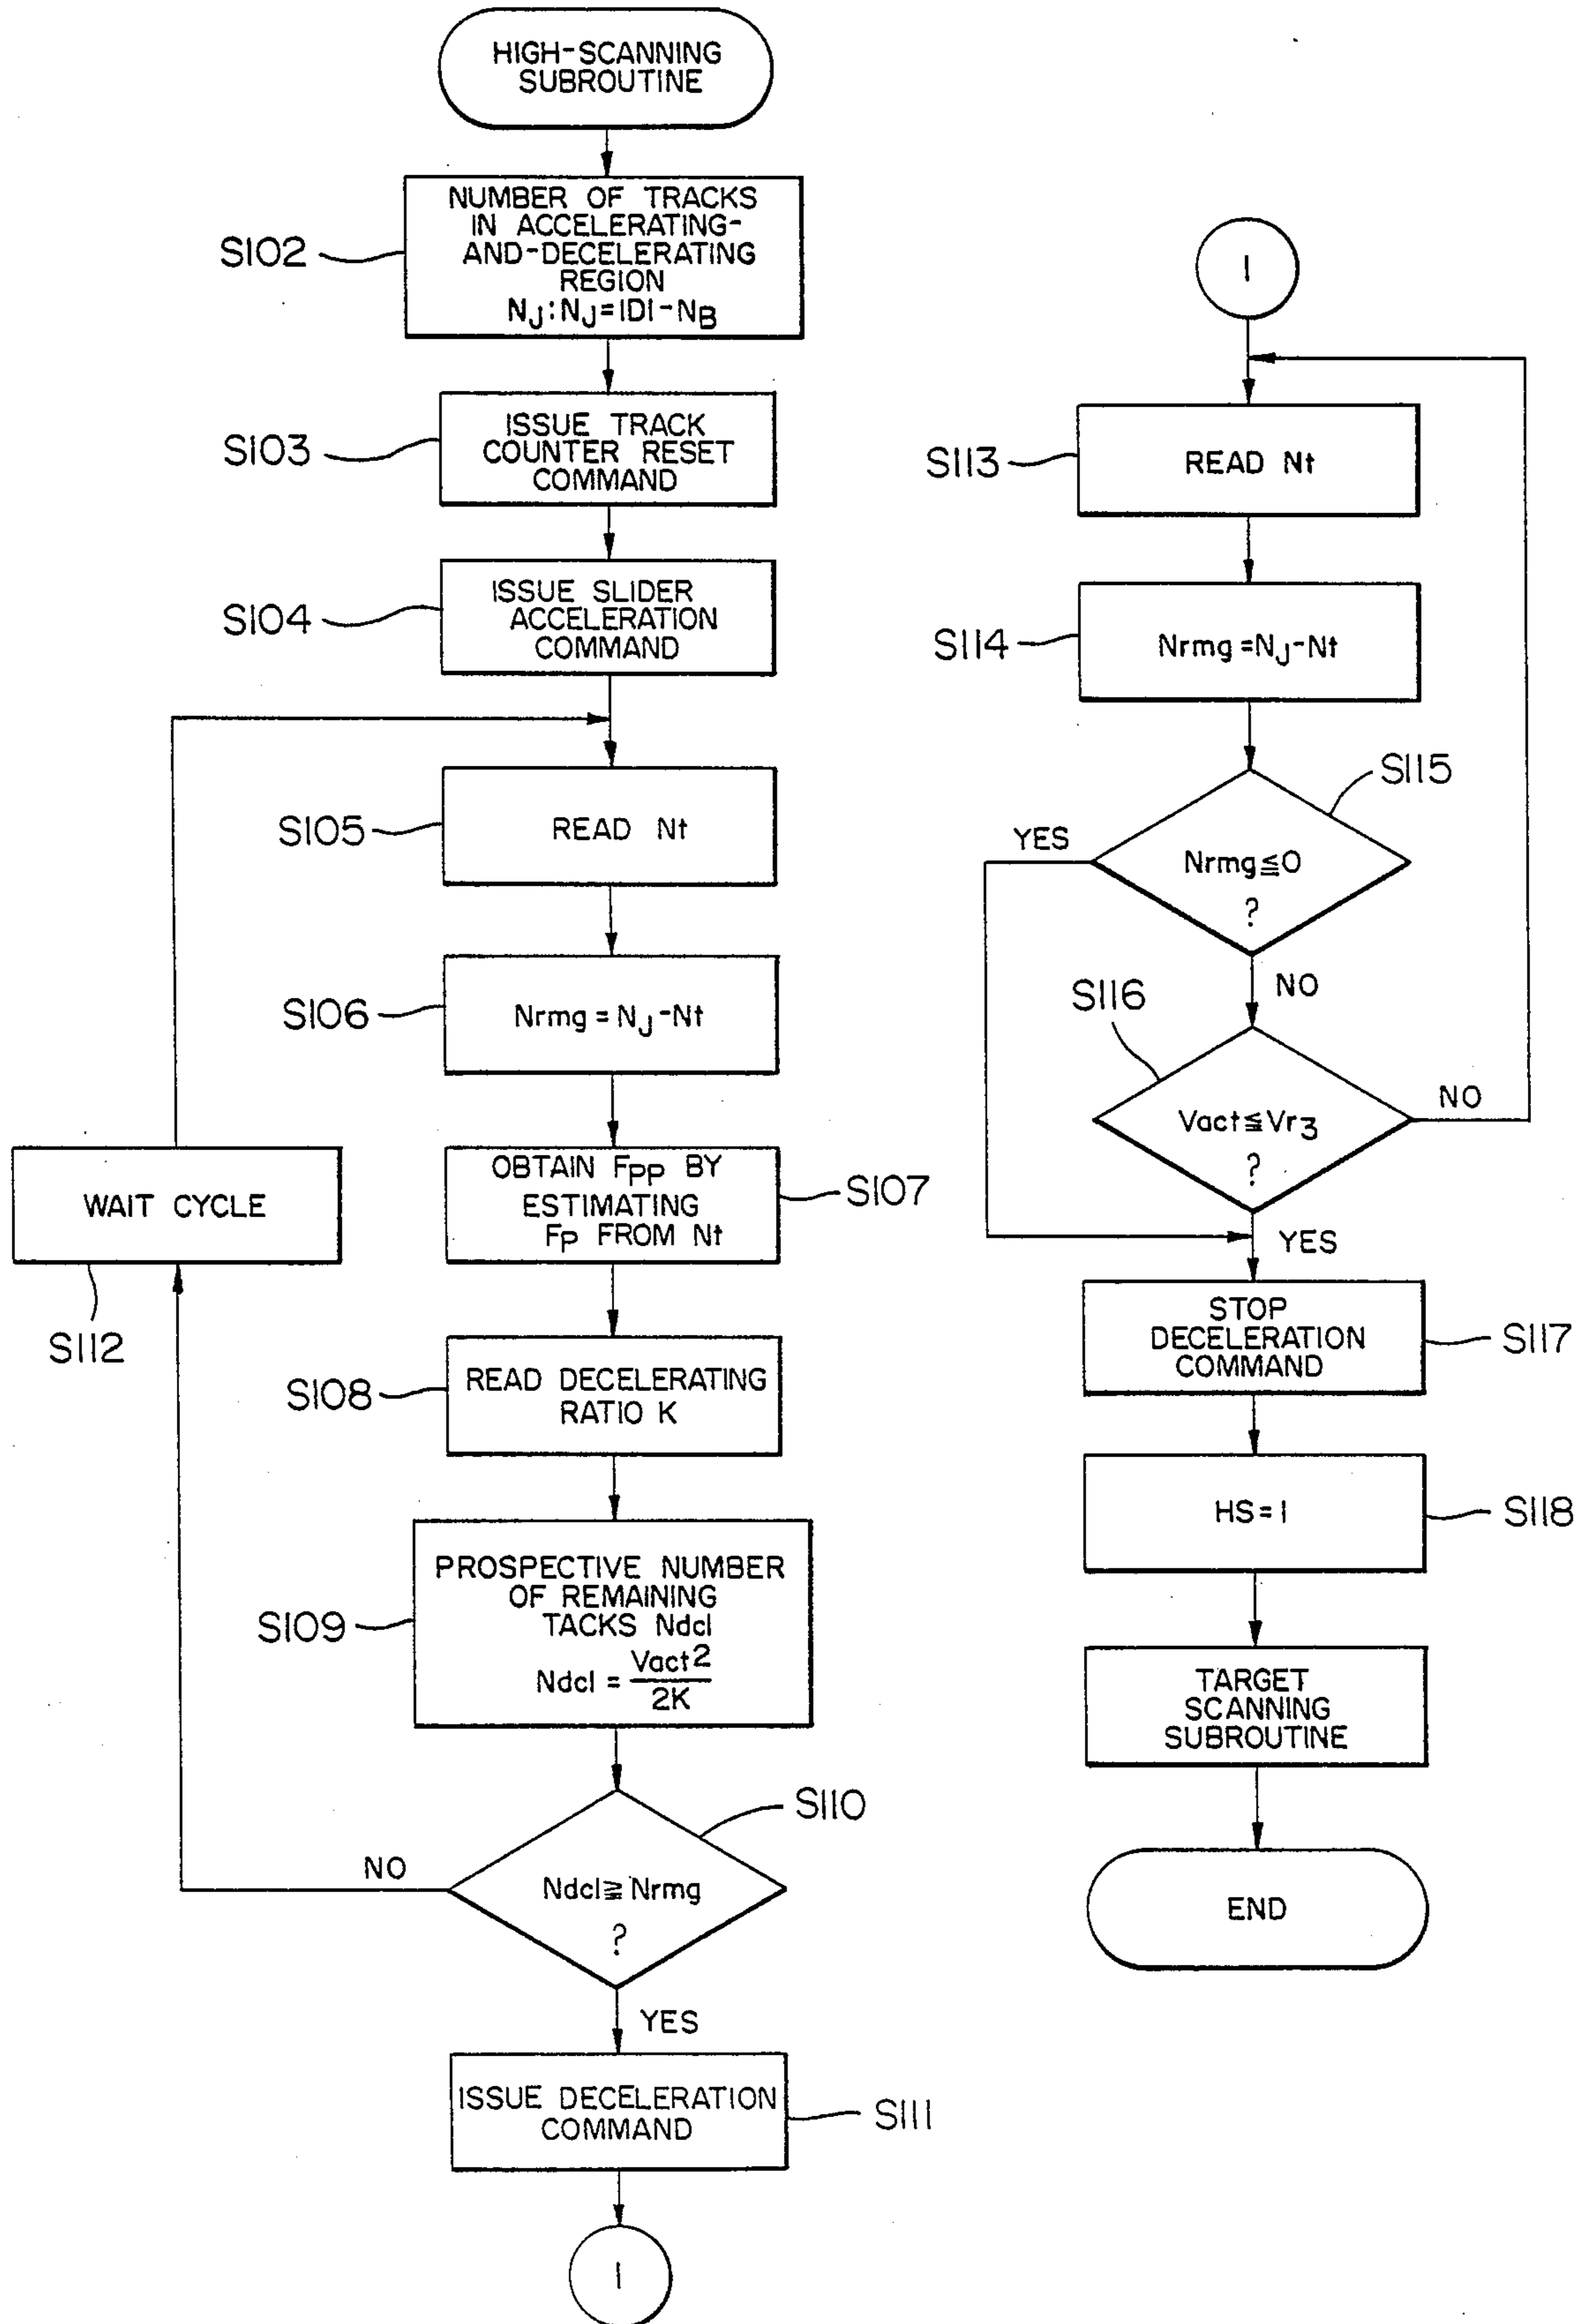 HIGH-SCANNING
SUBROUTINE
S102
NUMBER OF TRACKS
IN ACCELERATING-
AND-DECELERATING
REGION
NJ:NJ=|D|-NB
S103
ISSUE TRACK
COUNTER RESET
COMMAND
S104
ISSUE SLIDER
ACCELERATION
COMMAND
S105
READ Nt
S106
Nrmg=NJ-Nt
OBTAIN FPP BY
ESTIMATING
FP FROM Nt
S107
WAIT CYCLE
S112
S108
READ DECELERATING
RATIO K
S109
PROSPECTIVE NUMBER
OF REMAINING
TACKS Ndcl
Ndcl = Vact2
2K
S110
NO
Ndcl≧Nrmg
?
YES
ISSUE DECELERATION
COMMAND
S111
1
1
S113
READ Nt
S114
Nrmg=NJ-Nt
S115
YES
Nrmg≦0
?
NO
S116
Vact≦Vr3
?
NO
YES
STOP
DECELERATION
COMMAND
S117
HS=1
S118
TARGET
SCANNING
SUBROUTINE
END